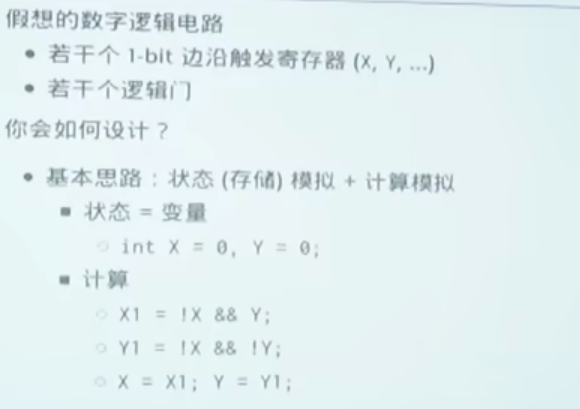 假想的数字逻辑电路
• 若干个 1-bit 边沿触发寄存器 (X, Y, ...)
• 若干个逻辑门
你会如何设计？
• 基本思路：状态 (存储) 模拟 + 计算模拟
▪ 状态 = 变量
○ int X = 0, Y = 0;
▪ 计算
○ X1 = !X && Y;
○ Y1 = !X && !Y;
○ X = X1; Y = Y1;